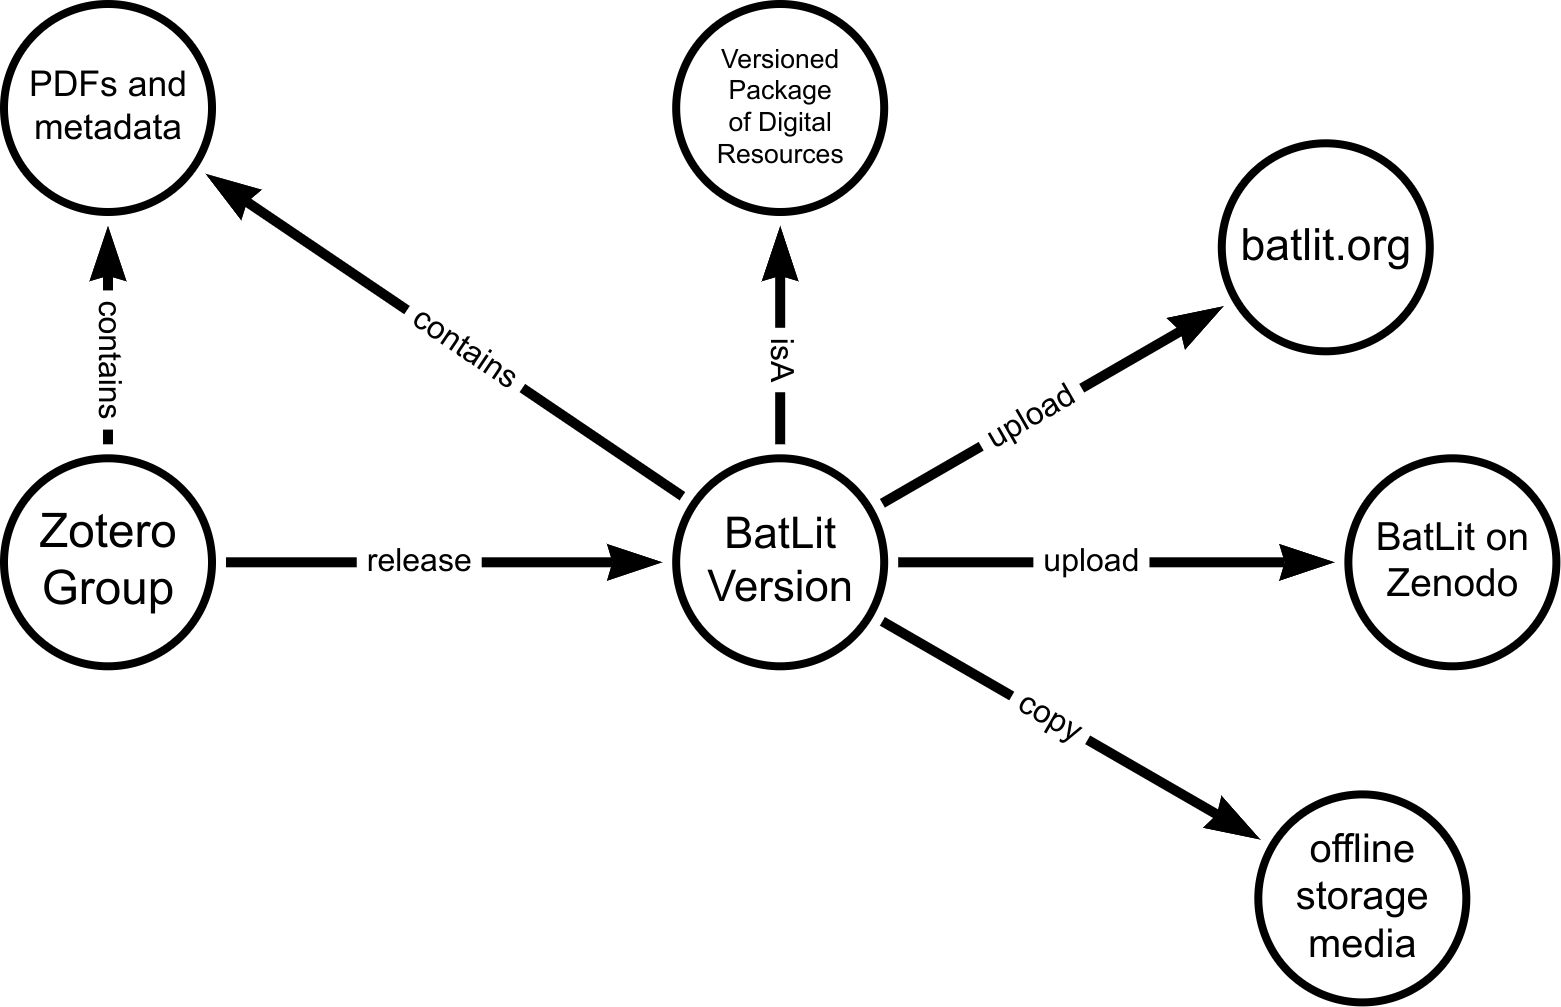 PDFs and
metadata
Versioned
Package
of Digital
Resources
batlit.org
contains
contains
isA
upload
Zotero
Group
release
BatLit
Version
upload
BatLit on
Zenodo
copy
offline
storage
media